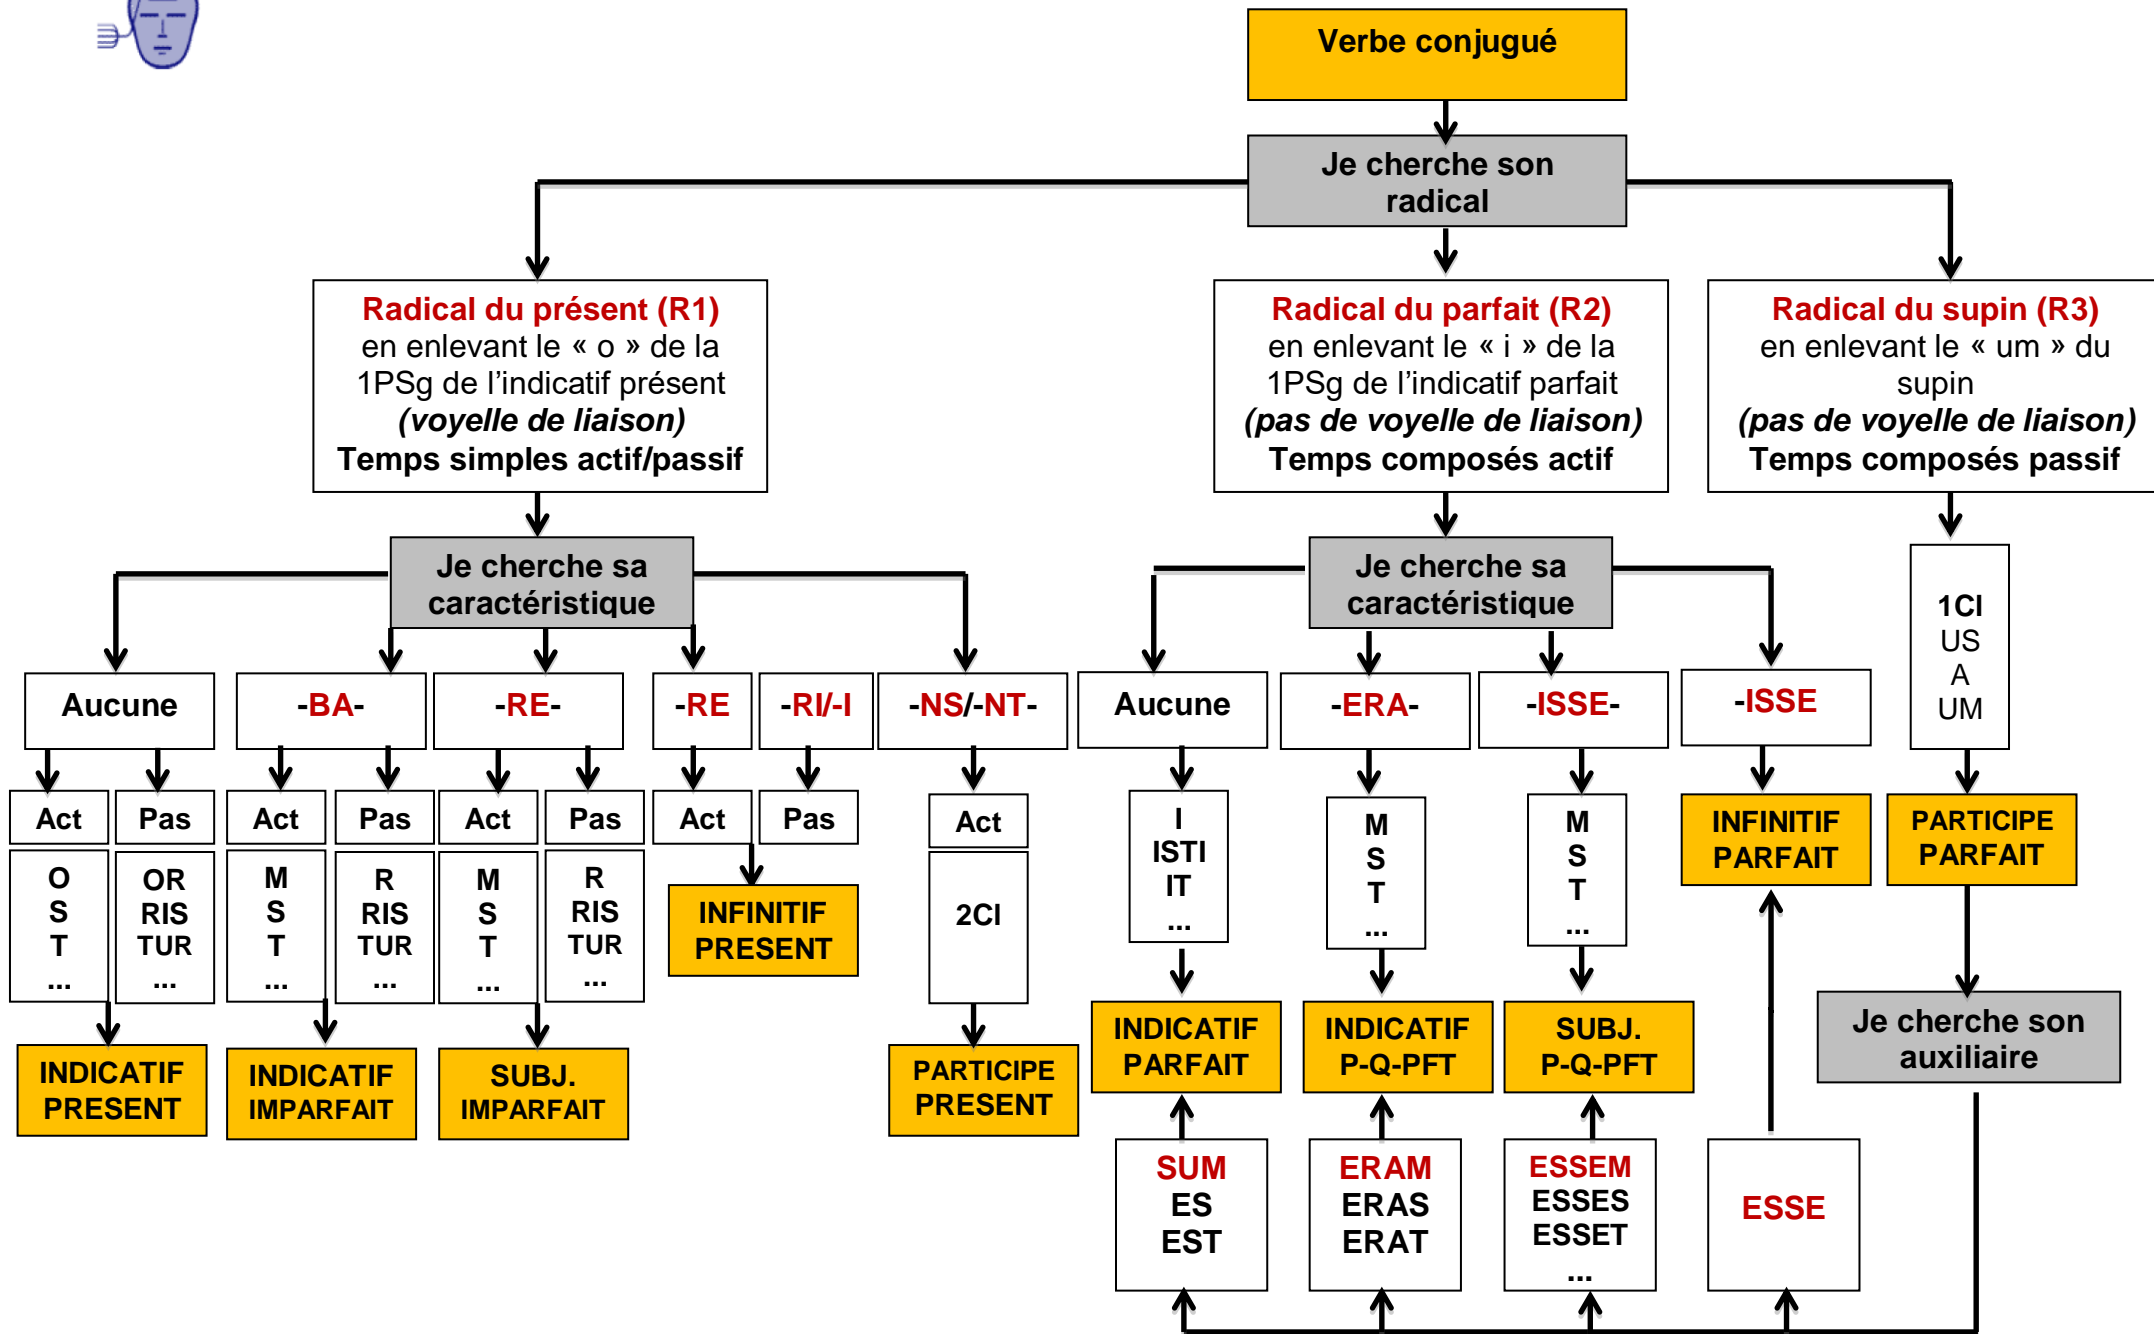 Verbe conjugué
Je cherche son
radical
Radical du présent (R1)
en enlevant le « o » de la
1PSg de l’indicatif présent
(voyelle de liaison)
Temps simples actif/passif
Radical du parfait (R2)
en enlevant le « i » de la
1PSg de l’indicatif parfait
(pas de voyelle de liaison)
Temps composés actif
Radical du supin (R3)
en enlevant le « um » du
supin
(pas de voyelle de liaison)
Temps composés passif
Je cherche sa
caractéristique
Je cherche sa
caractéristique
1CI
US
A
UM
Aucune
-BA-
-RE-
-RE
-RI/-I
-NS/-NT-
Aucune
-ERA-
-ISSE-
-ISSE
Act
Pas
Act
Pas
Act
Pas
Act
Pas
Act
O
S
T
...
OR
RIS
TUR
...
M
S
T
...
R
RIS
TUR
...
M
S
T
...
R
RIS
TUR
...
INFINITIF
PRESENT
2CI
I
ISTI
IT
...
M
S
T
...
M
S
T
...
INFINITIF
PARFAIT
PARTICIPE
PARFAIT
INDICATIF
PRESENT
INDICATIF
IMPARFAIT
SUBJ.
IMPARFAIT
PARTICIPE
PRESENT
INDICATIF
PARFAIT
INDICATIF
P-Q-PFT
SUBJ.
P-Q-PFT
Je cherche son
auxiliaire
SUM
ES
EST
ERAM
ERAS
ERAT
ESSEM
ESSES
ESSET
...
ESSE